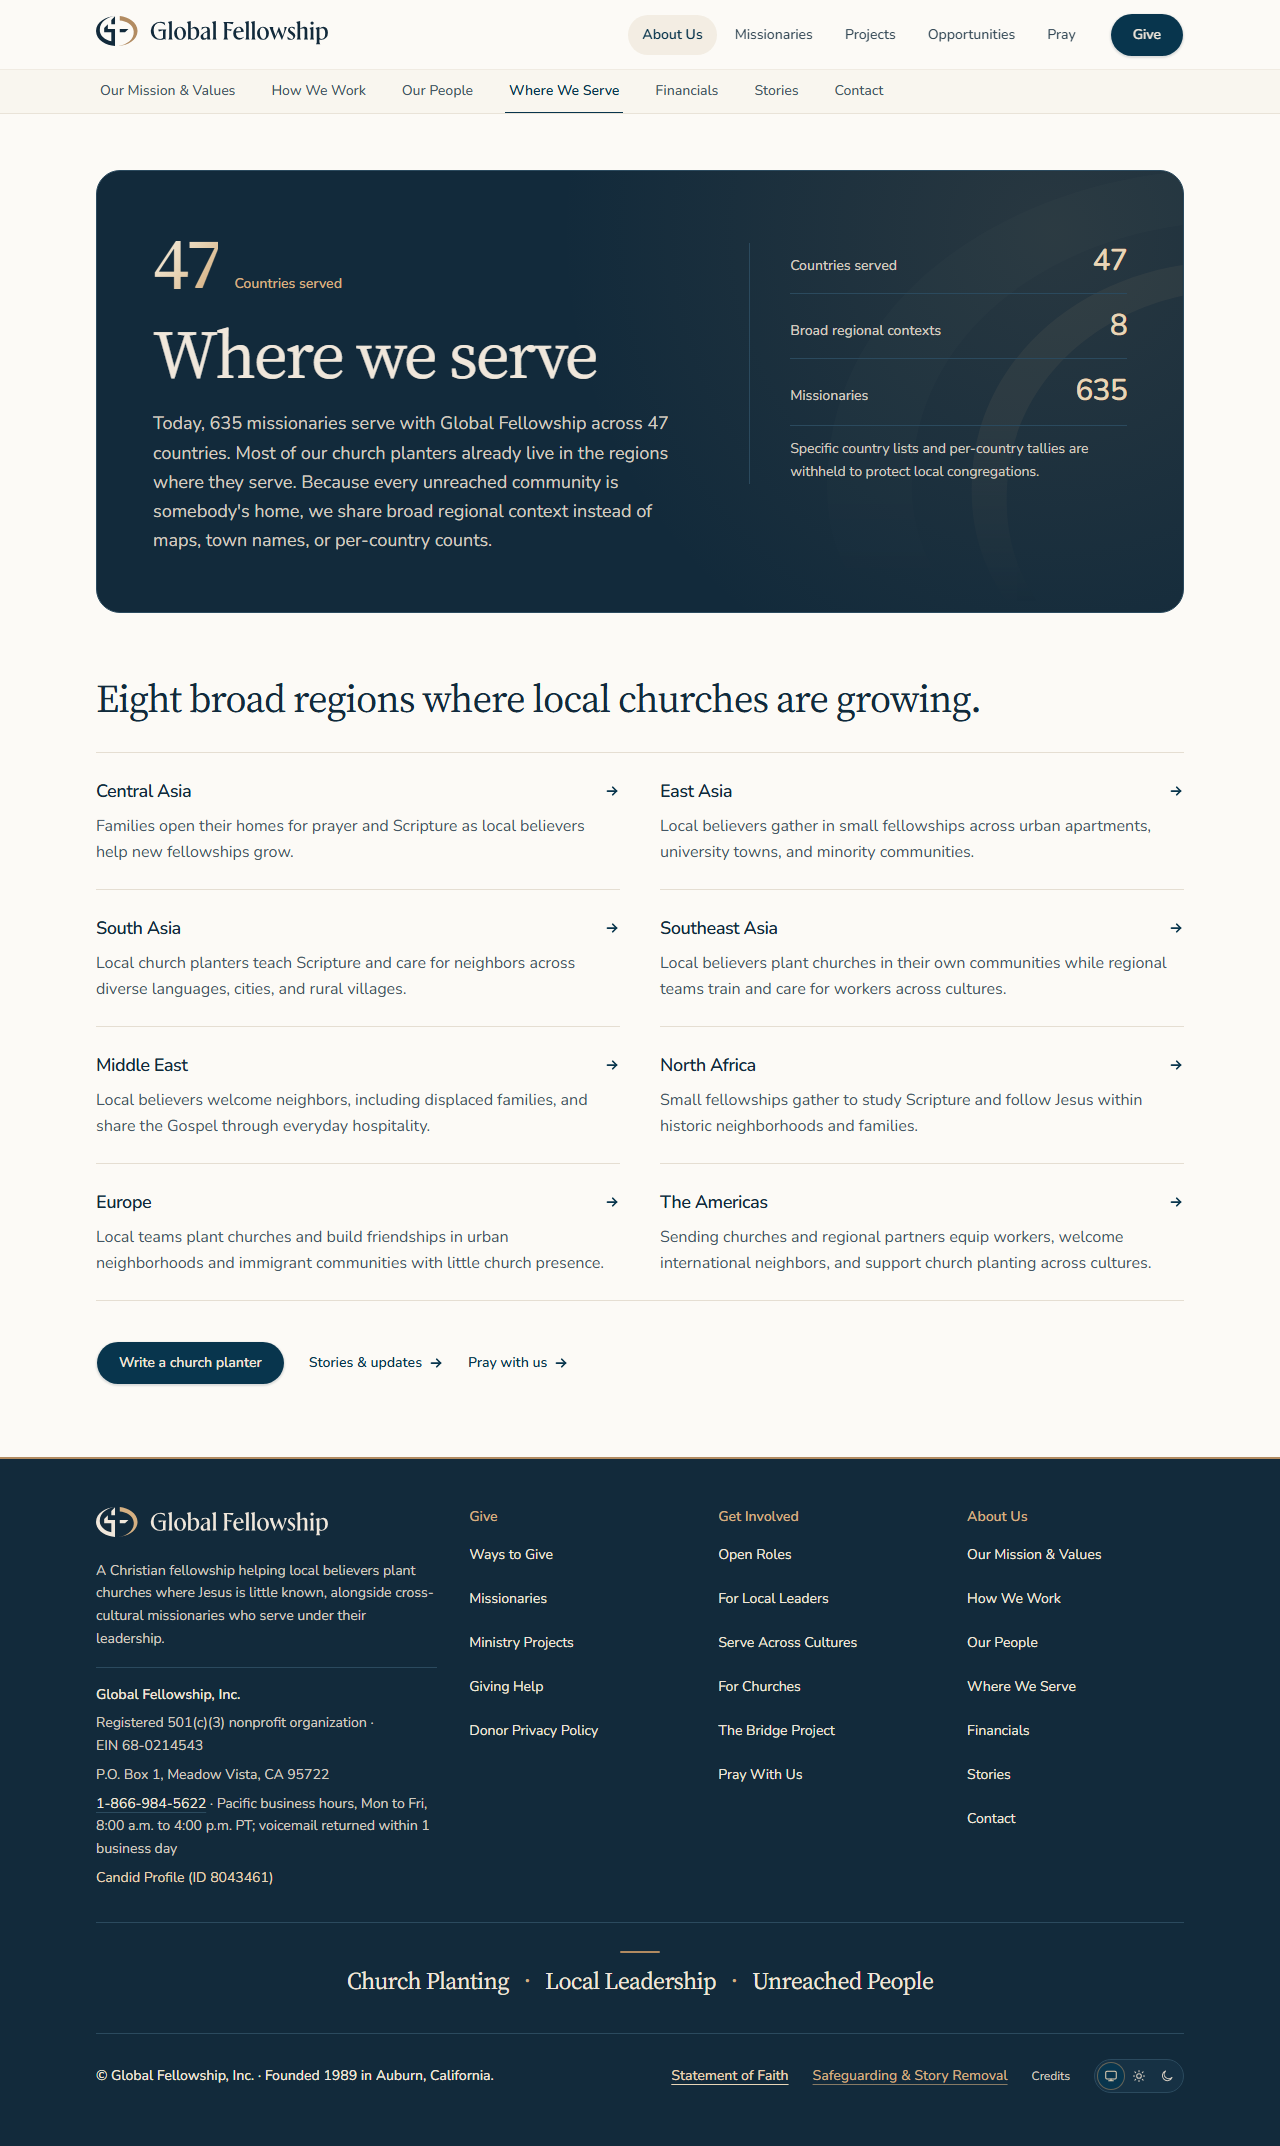 Global Fellowship
About Us
Missionaries
Projects
Opportunities
Pray
Give
Our Mission & Values
How We Work
Our People
Where We Serve
Financials
Stories
Contact
47 Countries served
Where we serve
Today, 635 missionaries serve with Global Fellowship across 47
countries. Most of our church planters already live in the regions
where they serve. Because every unreached community is
somebody's home, we share broad regional context instead of
maps, town names, or per-country counts.
Countries served 47
Broad regional contexts 8
Missionaries 635
Specific country lists and per-country tallies are
withheld to protect local congregations.
Eight broad regions where local churches are growing.
Central Asia
Families open their homes for prayer and Scripture as local believers
help new fellowships grow.
East Asia
Local believers gather in small fellowships across urban apartments,
university towns, and minority communities.
South Asia
Local church planters teach Scripture and care for neighbors across
diverse languages, cities, and rural villages.
Southeast Asia
Local believers plant churches in their own communities while regional
teams train and care for workers across cultures.
Middle East
Local believers welcome neighbors, including displaced families, and
share the Gospel through everyday hospitality.
North Africa
Small fellowships gather to study Scripture and follow Jesus within
historic neighborhoods and families.
Europe
Local teams plant churches and build friendships in urban
neighborhoods and immigrant communities with little church presence.
The Americas
Sending churches and regional partners equip workers, welcome
international neighbors, and support church planting across cultures.
Write a church planter
Stories & updates
Pray with us
Global Fellowship
A Christian fellowship helping local believers plant
churches where Jesus is little known, alongside cross-
cultural missionaries who serve under their
leadership.
Global Fellowship, Inc.
Registered 501(c)(3) nonprofit organization ·
EIN 68-0214543
P.O. Box 1, Meadow Vista, CA 95722
1-866-984-5622 · Pacific business hours, Mon to Fri,
8:00 a.m. to 4:00 p.m. PT; voicemail returned within 1
business day
Candid Profile (ID 8043461)
Give
Ways to Give
Missionaries
Ministry Projects
Giving Help
Donor Privacy Policy
Get Involved
Open Roles
For Local Leaders
Serve Across Cultures
For Churches
The Bridge Project
Pray With Us
About Us
Our Mission & Values
How We Work
Our People
Where We Serve
Financials
Stories
Contact
Church Planting · Local Leadership · Unreached People
© Global Fellowship, Inc. · Founded 1989 in Auburn, California.
Statement of Faith
Safeguarding & Story Removal
Credits